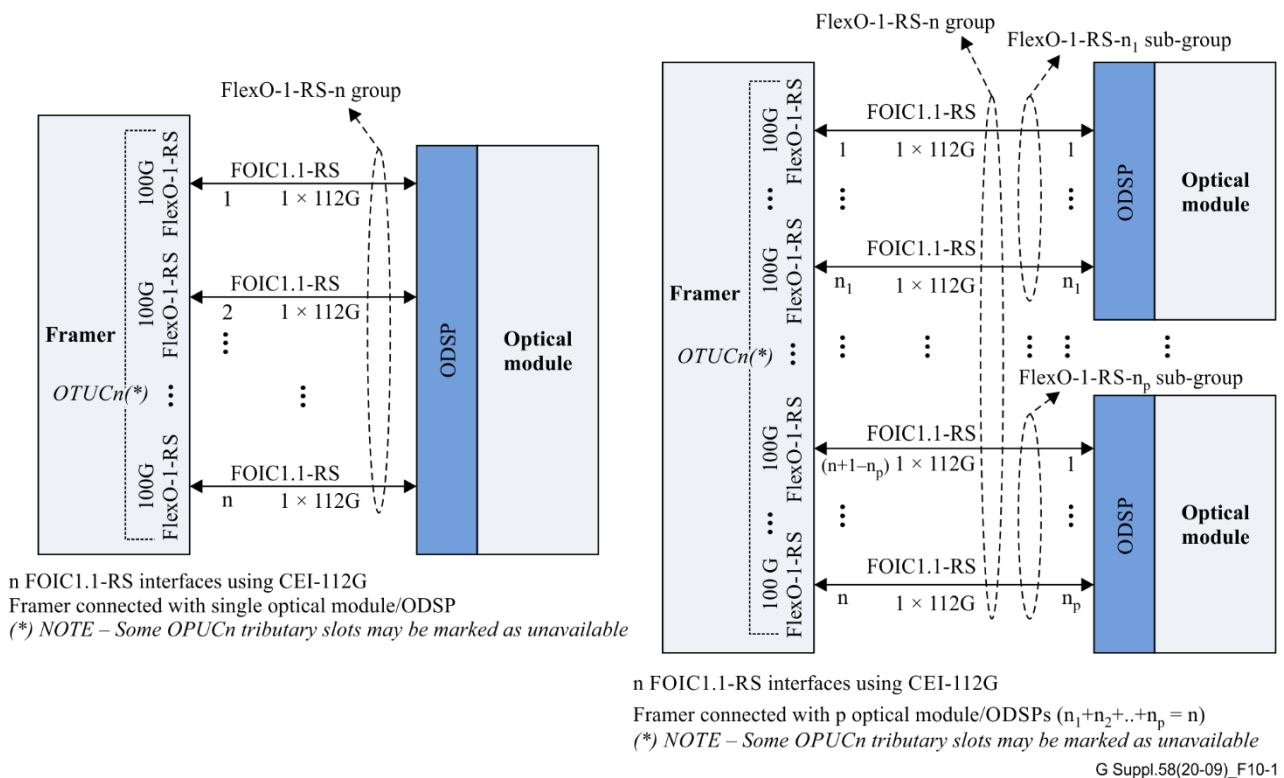 FlexO-1-RS-n group
Framer
OTUCn(*)
100G
FlexO-1-RS
100G
FlexO-1-RS
•••
100G
FlexO-1-RS
FOIC1.1-RS
1 1 × 112G
FOIC1.1-RS
2 1 × 112G
•••
•••
FOIC1.1-RS
n 1 × 112G
ODSP
Optical
module
n FOIC1.1-RS interfaces using CEI-112G
Framer connected with single optical module/ODSP
(*) NOTE – Some OPUCn tributary slots may be marked as unavailable
FlexO-1-RS-n group
FlexO-1-RS-n₁ sub-group
Framer
OTUCn(*)
100G
FlexO-1-RS
•••
100G
FlexO-1-RS
•••
100G
FlexO-1-RS
•••
100 G
FlexO-1-RS
FOIC1.1-RS
1 1 × 112G 1
•••
•••
FOIC1.1-RS
n₁ 1 × 112G n₁
ODSP
Optical
module
••• ••• ••• ••• •••
FlexO-1-RS-nₚ sub-group
FOIC1.1-RS
(n+1–nₚ) 1 × 112G 1
•••
•••
FOIC1.1-RS
n 1 × 112G nₚ
ODSP
Optical
module
n FOIC1.1-RS interfaces using CEI-112G
Framer connected with p optical module/ODSPs (n₁+n₂+..+nₚ = n)
(*) NOTE – Some OPUCn tributary slots may be marked as unavailable
G Suppl.58(20-09)_F10-1